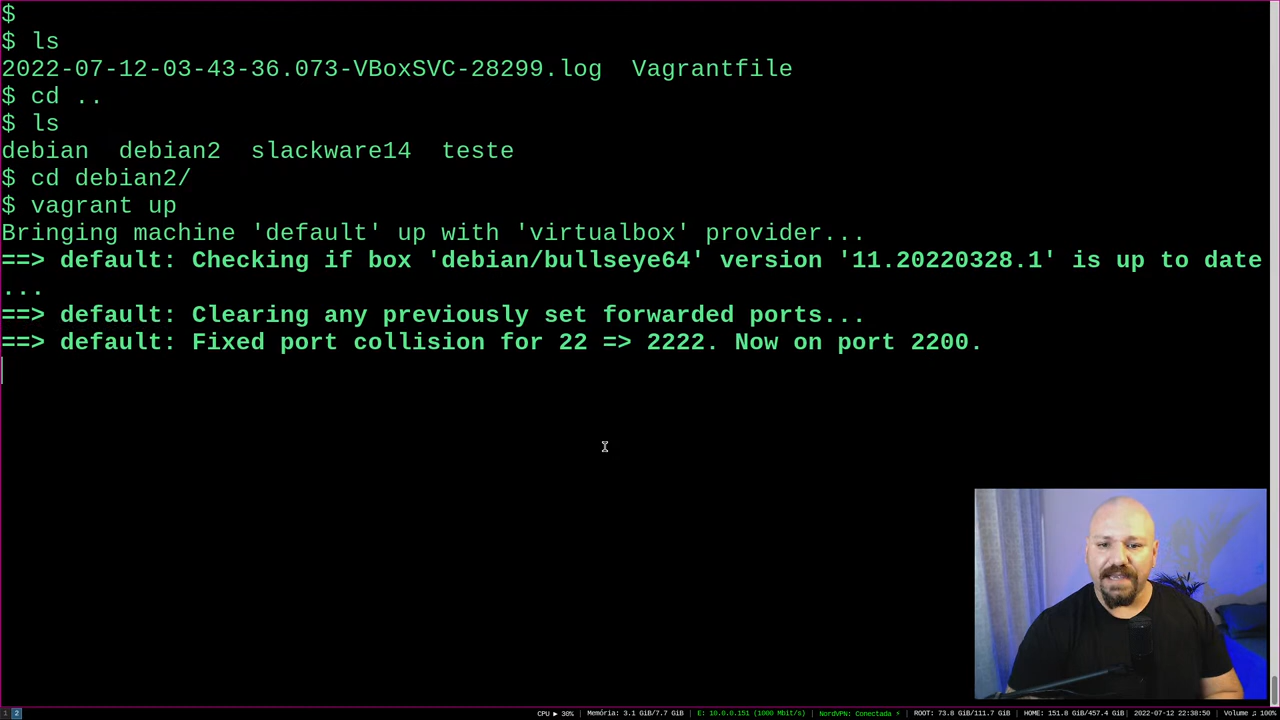 $
$ ls
2022-07-12-03-43-36.073-VBoxSVC-28299.log  Vagrantfile
$ cd ..
$ ls
debian  debian2  slackware14  teste
$ cd debian2/
$ vagrant up
Bringing machine 'default' up with 'virtualbox' provider...
==> default: Checking if box 'debian/bullseye64' version '11.20220328.1' is up to date
...
==> default: Clearing any previously set forwarded ports...
==> default: Fixed port collision for 22 => 2222. Now on port 2200.
1 2 CPU ▶ 30% | Memória: 3.1 GiB/7.7 GiB | E: 10.0.0.151 (1000 Mbit/s) | NordVPN: Conectada ⚡ | ROOT: 73.8 GiB/111.7 GiB | HOME: 151.8 GiB/457.4 GiB | 2022-07-12 22:38:50 | Volume ♫ 100%